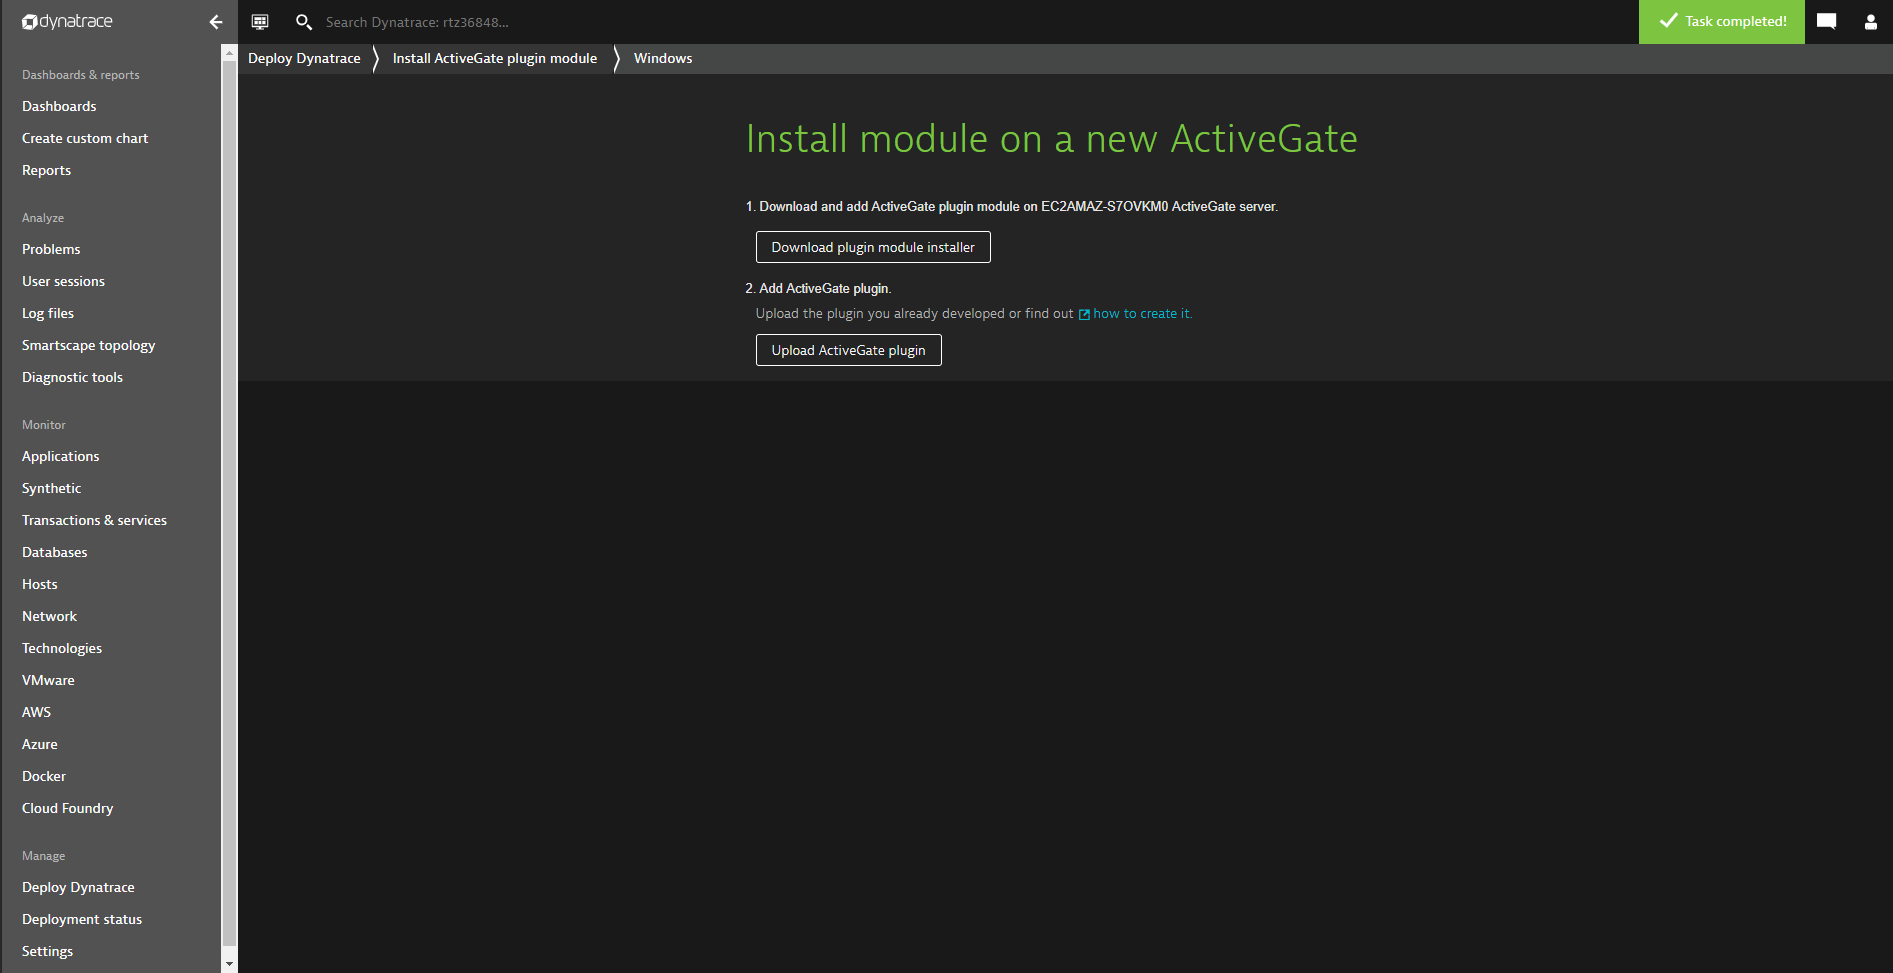 dynatrace
Search Dynatrace: rtz36848...
Task completed!
Deploy Dynatrace
Install ActiveGate plugin module
Windows
Dashboards & reports
Dashboards
Create custom chart
Reports
Analyze
Problems
User sessions
Log files
Smartscape topology
Diagnostic tools
Monitor
Applications
Synthetic
Transactions & services
Databases
Hosts
Network
Technologies
VMware
AWS
Azure
Docker
Cloud Foundry
Manage
Deploy Dynatrace
Deployment status
Settings
Install module on a new ActiveGate
1. Download and add ActiveGate plugin module on EC2AMAZ-S7OVKM0 ActiveGate server.
Download plugin module installer
2. Add ActiveGate plugin.
Upload the plugin you already developed or find out how to create it.
Upload ActiveGate plugin